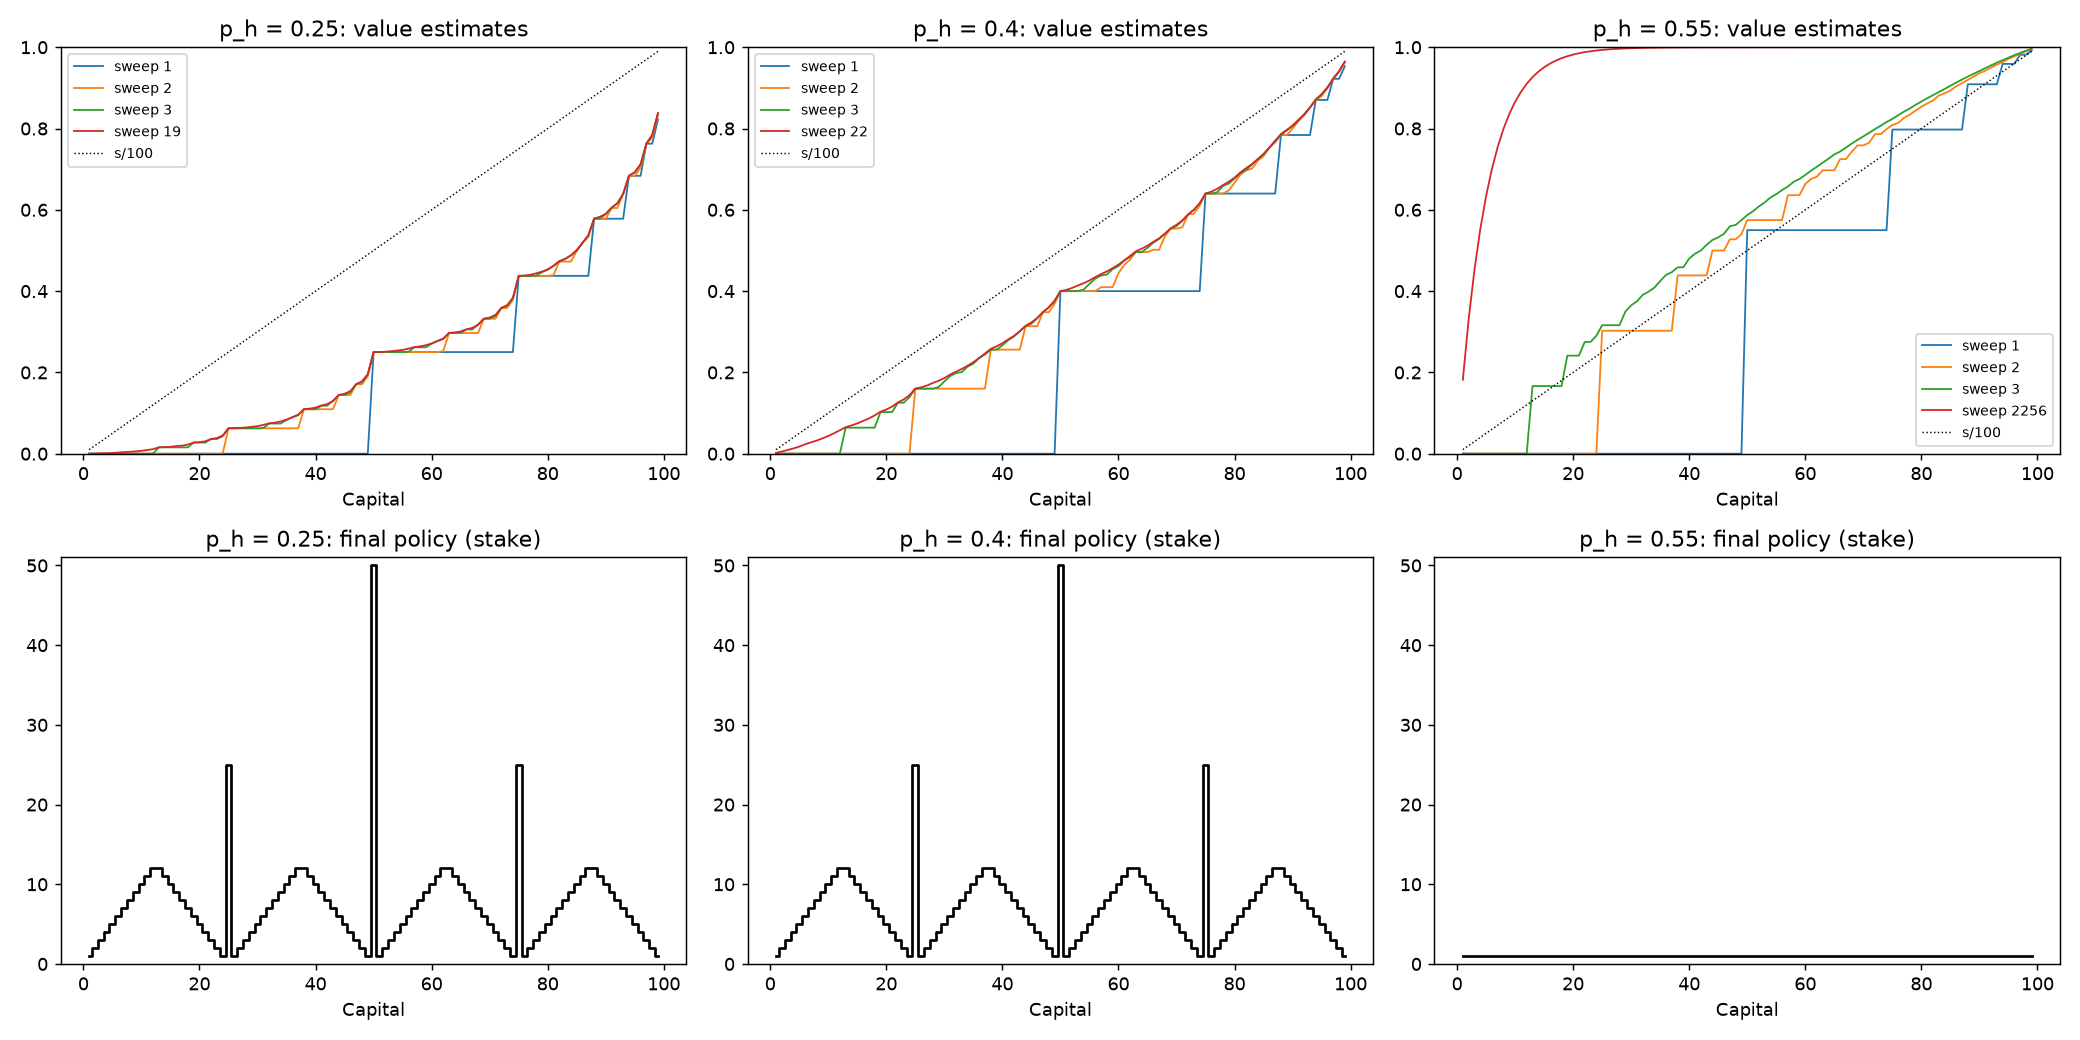 p_h = 0.25: value estimates
1.0
0.8
0.6
0.4
0.2
0.0
sweep 1
sweep 2
sweep 3
sweep 19
s/100
0 20 40 60 80 100
Capital
p_h = 0.4: value estimates
1.0
0.8
0.6
0.4
0.2
0.0
sweep 1
sweep 2
sweep 3
sweep 22
s/100
0 20 40 60 80 100
Capital
p_h = 0.55: value estimates
1.0
0.8
0.6
0.4
0.2
0.0
sweep 1
sweep 2
sweep 3
sweep 2256
s/100
0 20 40 60 80 100
Capital
p_h = 0.25: final policy (stake)
50
40
30
20
10
0
0 20 40 60 80 100
Capital
p_h = 0.4: final policy (stake)
50
40
30
20
10
0
0 20 40 60 80 100
Capital
p_h = 0.55: final policy (stake)
50
40
30
20
10
0
0 20 40 60 80 100
Capital